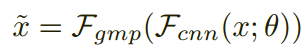 x̃ = ℱ_gmp(ℱ_cnn(x; θ))